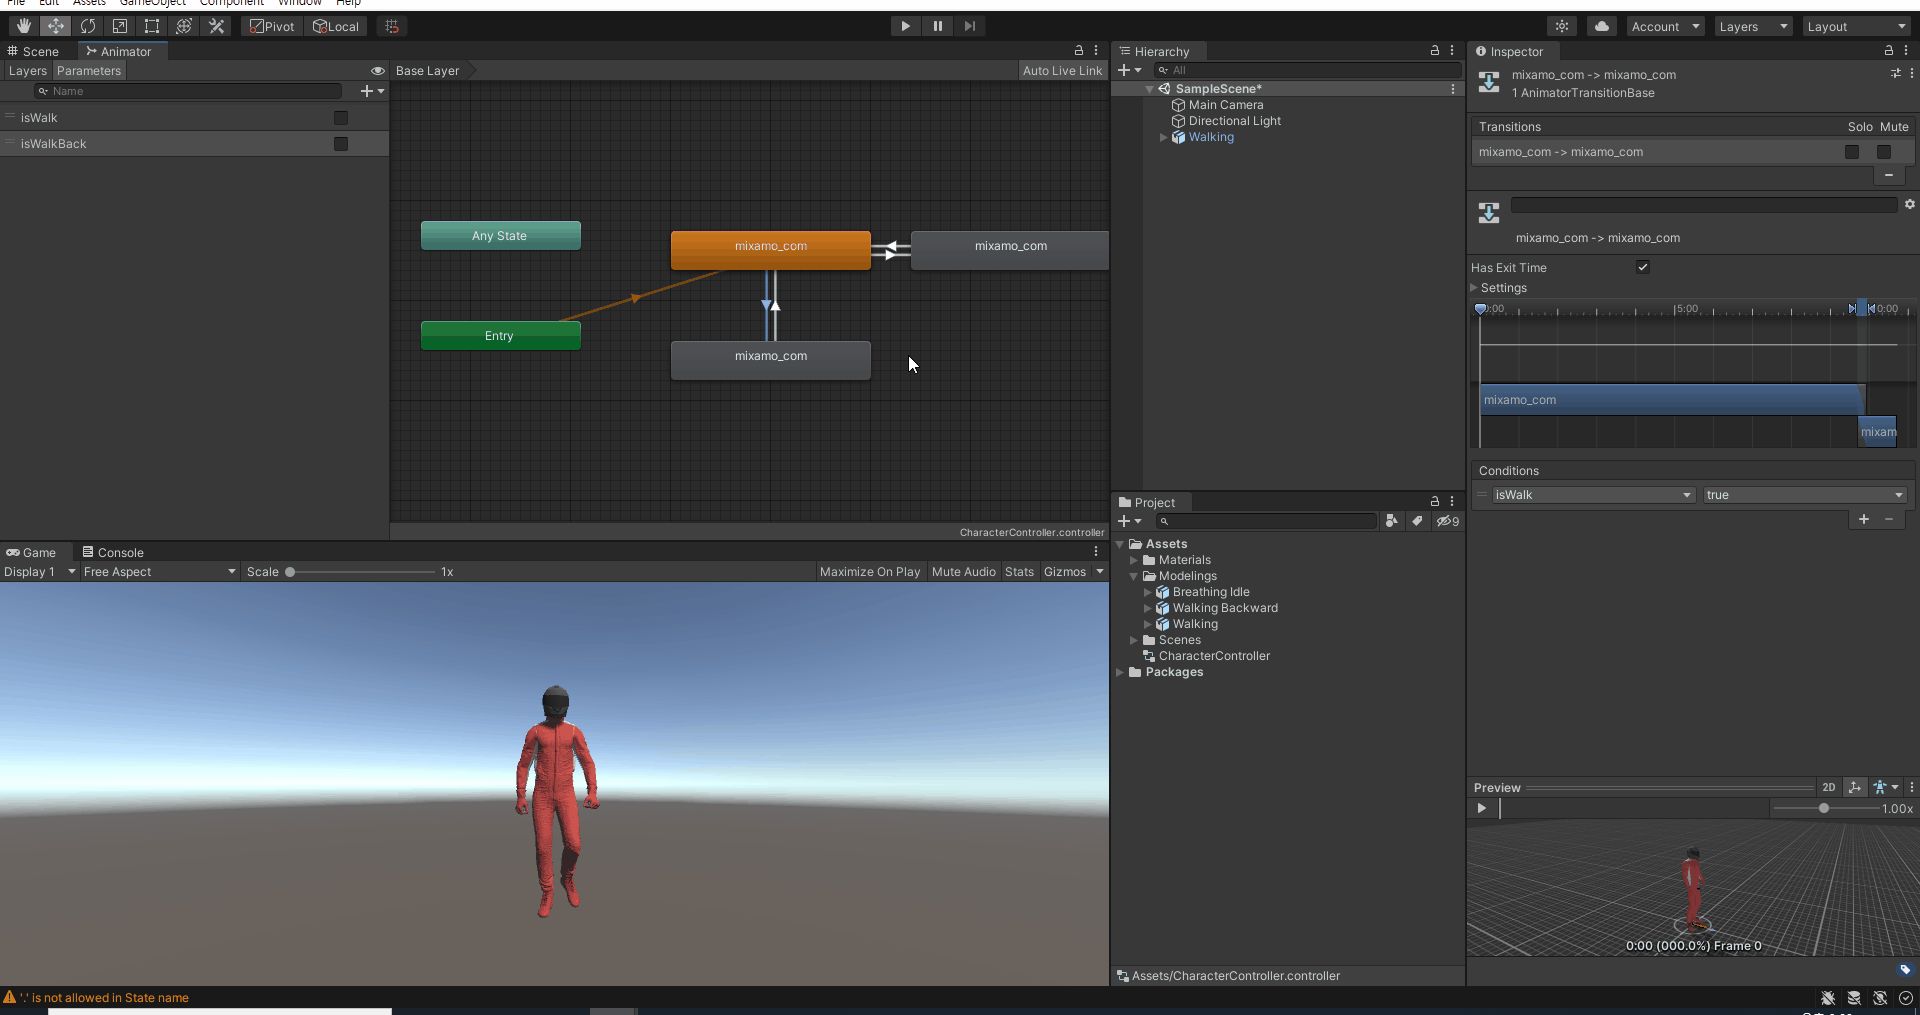 File Edit Assets GameObject Component Window Help
Pivot Local Account Layers Layout
Scene Animator
Layers Parameters Base Layer Auto Live Link
Name
isWalk
isWalkBack
Any State
mixamo_com
mixamo_com
Entry
mixamo_com
CharacterController.controller
Game Console
Display 1 Free Aspect Scale 1x Maximize On Play Mute Audio Stats Gizmos
Hierarchy
All
SampleScene*
Main Camera
Directional Light
Walking
Project
9
Assets
Materials
Modelings
Breathing Idle
Walking Backward
Walking
Scenes
CharacterController
Packages
Assets/CharacterController.controller
Inspector
mixamo_com -> mixamo_com
1 AnimatorTransitionBase
Transitions Solo Mute
mixamo_com -> mixamo_com
mixamo_com -> mixamo_com
Has Exit Time
Settings
:00 5:00 0:00
mixamo_com
mixam
Conditions
isWalk true
Preview 2D
1.00x
0:00 (000.0%) Frame 0
'.' is not allowed in State name